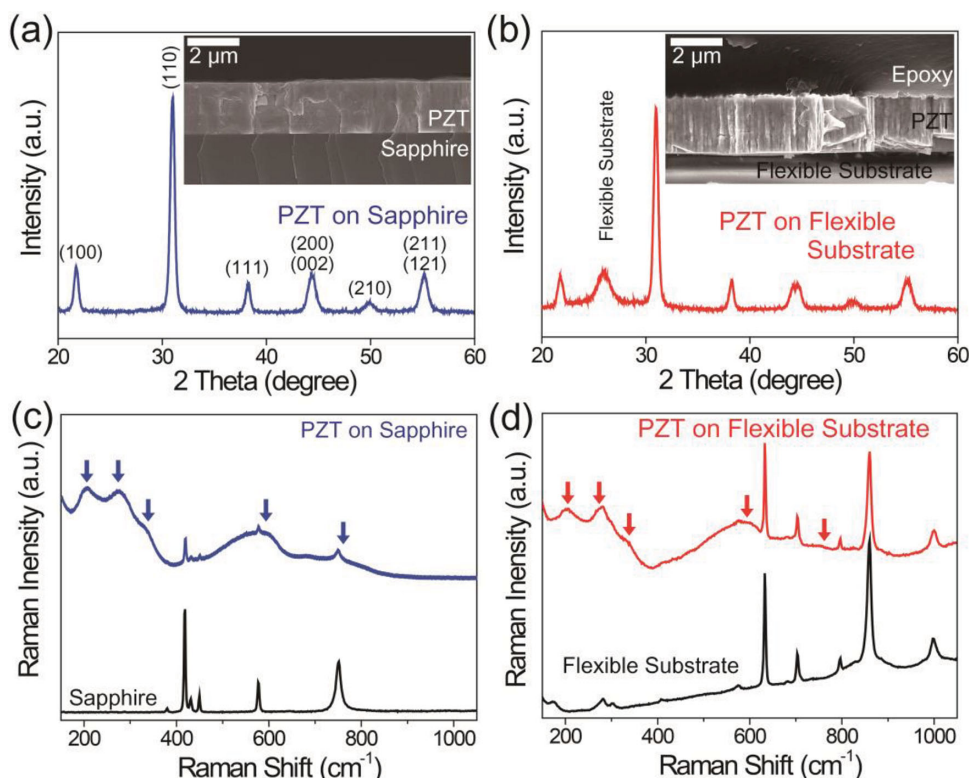 (a)
2 µm
PZT
Sapphire
(110)
PZT on Sapphire
(100)
(111)
(200)
(002)
(210)
(211)
(121)
Intensity (a.u.)
20 30 40 50 60
2 Theta (degree)
(b)
2 µm
Epoxy
PZT
Flexible Substrate
Flexible Substrate
PZT on Flexible
Substrate
Intensity (a.u.)
20 30 40 50 60
2 Theta (degree)
(c)
PZT on Sapphire
Sapphire
Raman Inensity (a.u.)
200 400 600 800 1000
Raman Shift (cm-1)
(d)
PZT on Flexible Substrate
Flexible Substrate
Raman Inensity (a.u.)
200 400 600 800 1000
Raman Shift (cm-1)